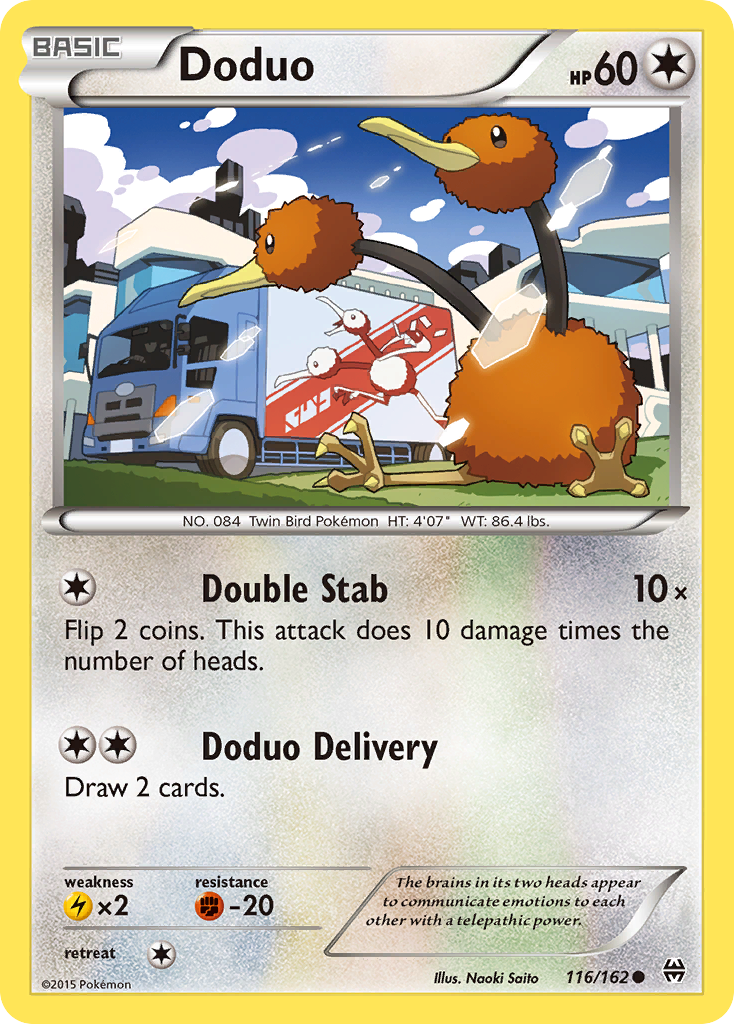 BASIC
Doduo
HP60
NO. 084 Twin Bird Pokémon HT: 4'07" WT: 86.4 lbs.
Double Stab 10×
Flip 2 coins. This attack does 10 damage times the
number of heads.
Doduo Delivery
Draw 2 cards.
weakness
×2
resistance
-20
retreat
The brains in its two heads appear
to communicate emotions to each
other with a telepathic power.
©2015 Pokémon
Illus. Naoki Saito
116/162